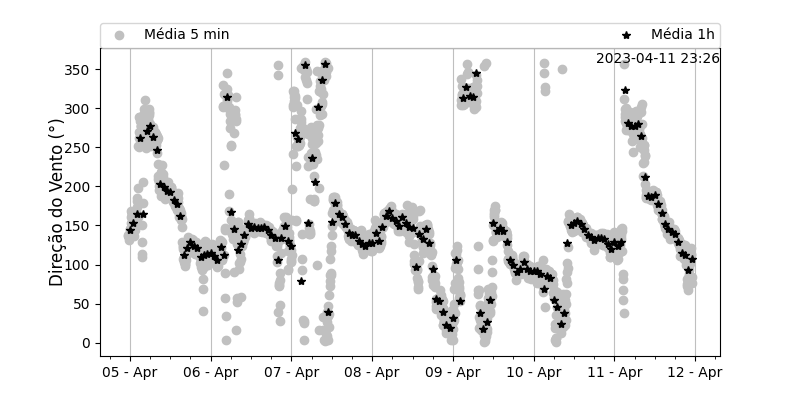 Média 5 min
Média 1h
2023-04-11 23:26
Direção do Vento (°)
350
300
250
200
150
100
50
0
05 - Apr
06 - Apr
07 - Apr
08 - Apr
09 - Apr
10 - Apr
11 - Apr
12 - Apr